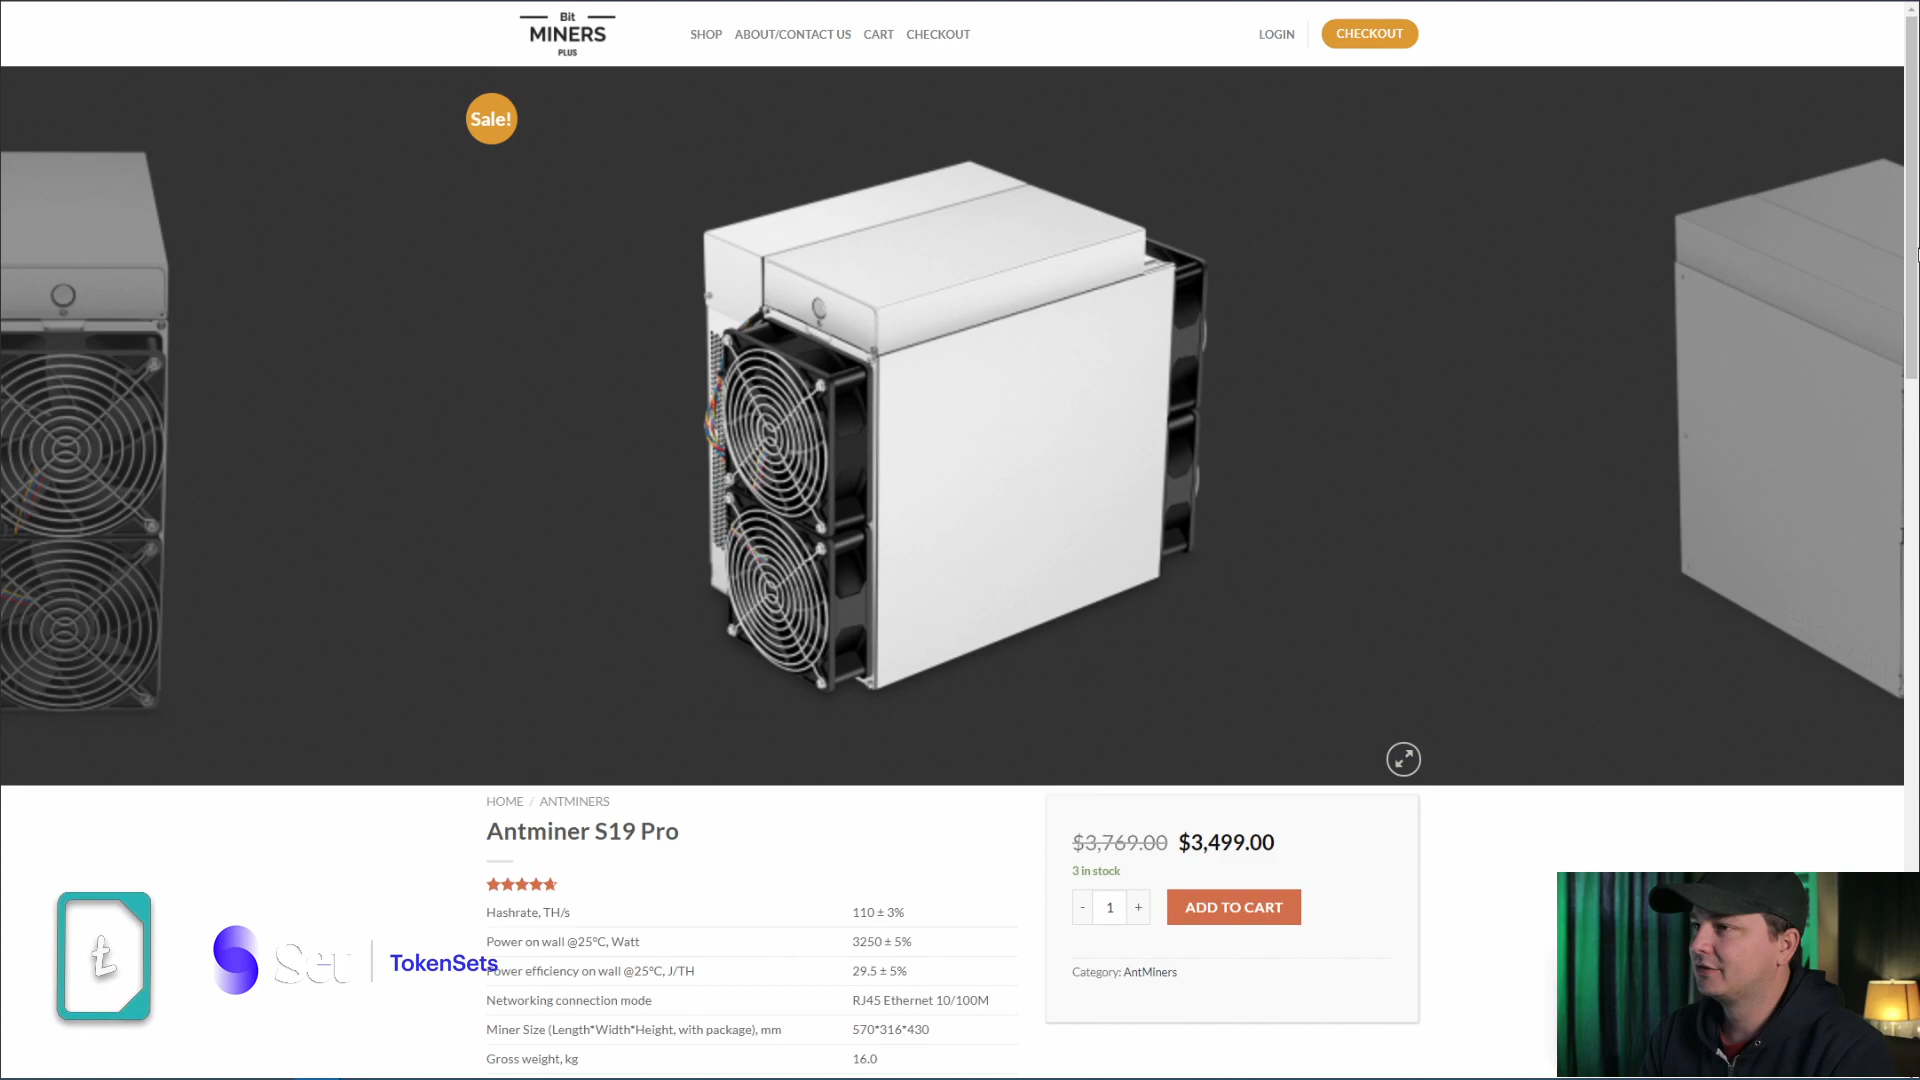 Bit
MINERS
PLUS
SHOP
ABOUT/CONTACT US
CART
CHECKOUT
LOGIN
CHECKOUT
Sale!
HOME / ANTMINERS
Antminer S19 Pro
Hashrate, TH/s 110 ± 3%
Power on wall @25°C, Watt 3250 ± 5%
Power efficiency on wall @25°C, J/TH 29.5 ± 5%
Networking connection mode RJ45 Ethernet 10/100M
Miner Size (Length*Width*Height, with package), mm 570*316*430
Gross weight, kg 16.0
$3,769.00 $3,499.00
3 in stock
- 1 +
ADD TO CART
Category: AntMiners
Set
TokenSets